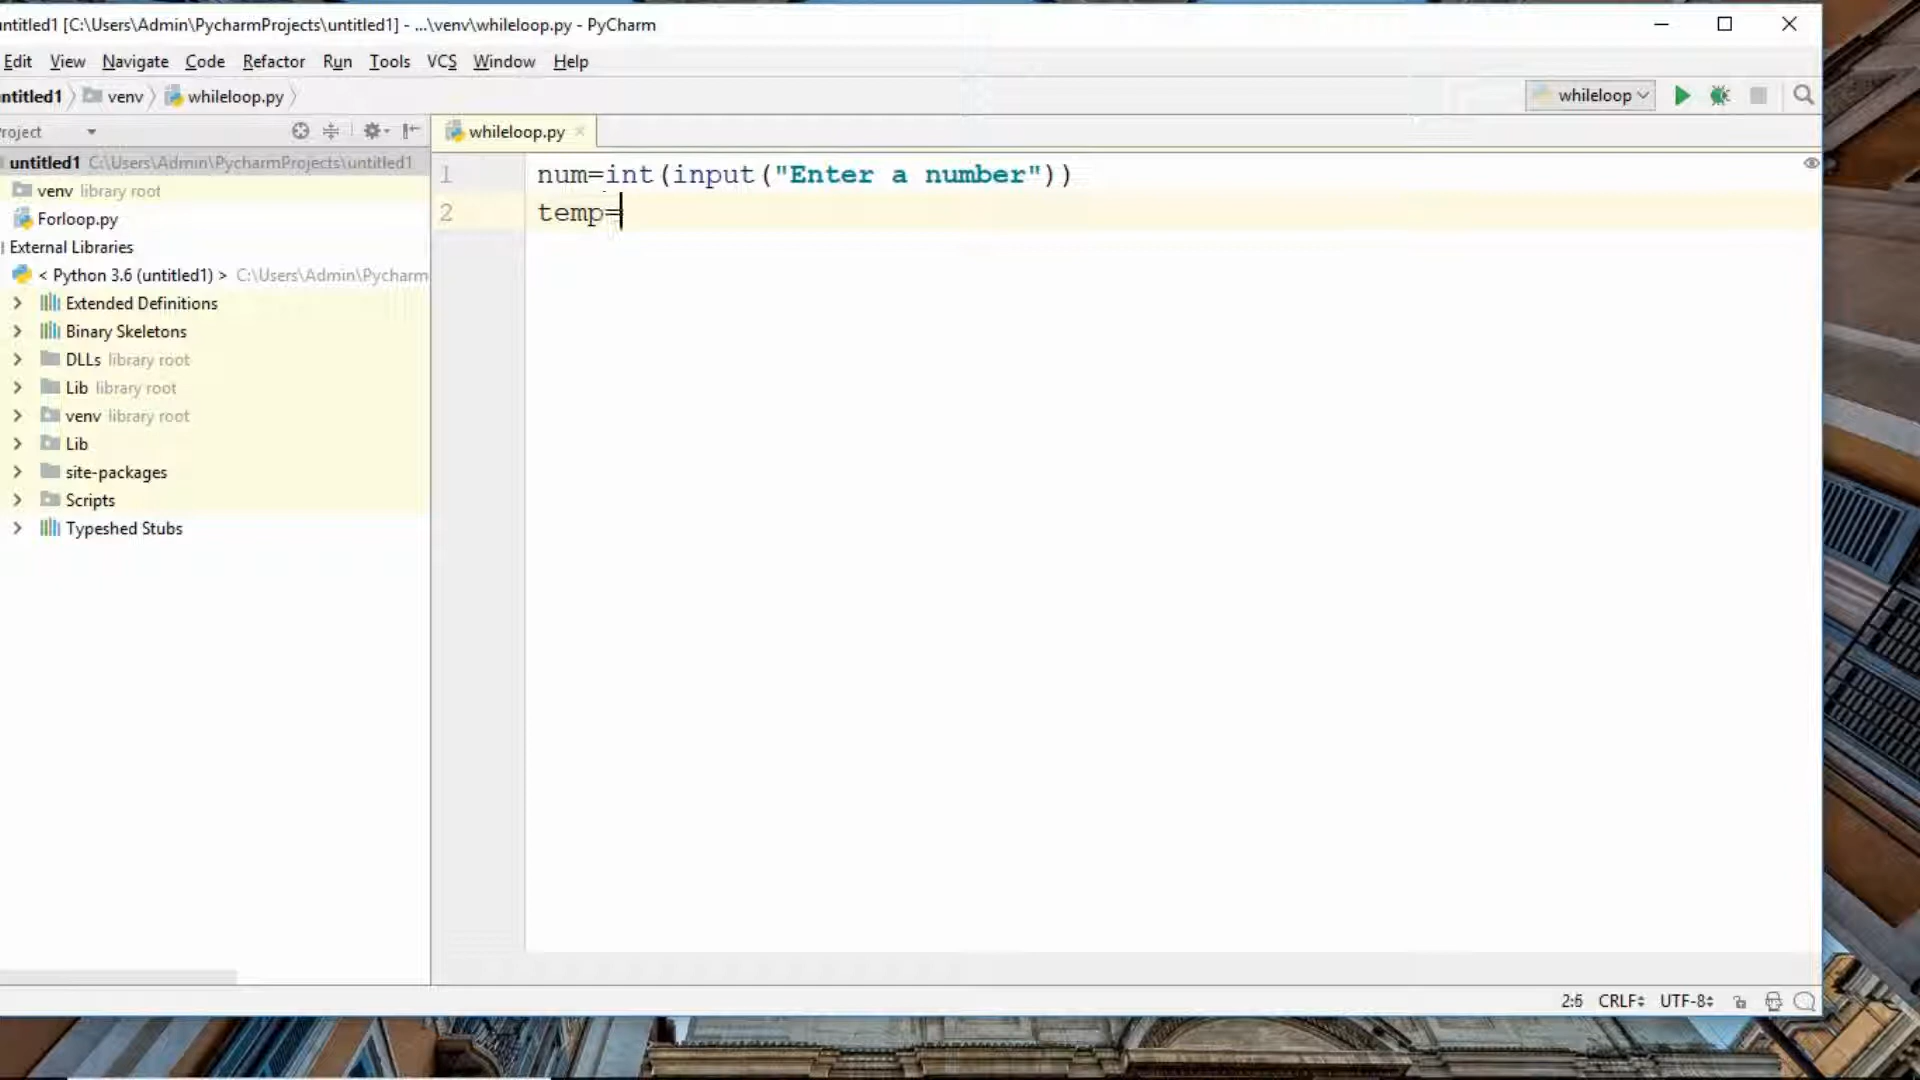 untitled1 [C:\Users\Admin\PycharmProjects\untitled1] - ...\venv\whileloop.py - PyCharm
Edit View Navigate Code Refactor Run Tools VCS Window Help
ntitled1 venv whileloop.py
whileloop
roject
whileloop.py
untitled1 C:\Users\Admin\PycharmProjects\untitled1
venv library root
Forloop.py
External Libraries
< Python 3.6 (untitled1) > C:\Users\Admin\Pycharm
Extended Definitions
Binary Skeletons
DLLs library root
Lib library root
venv library root
Lib
site-packages
Scripts
Typeshed Stubs
1 num=int(input("Enter a number"))
2 temp=
2:6 CRLF UTF-8